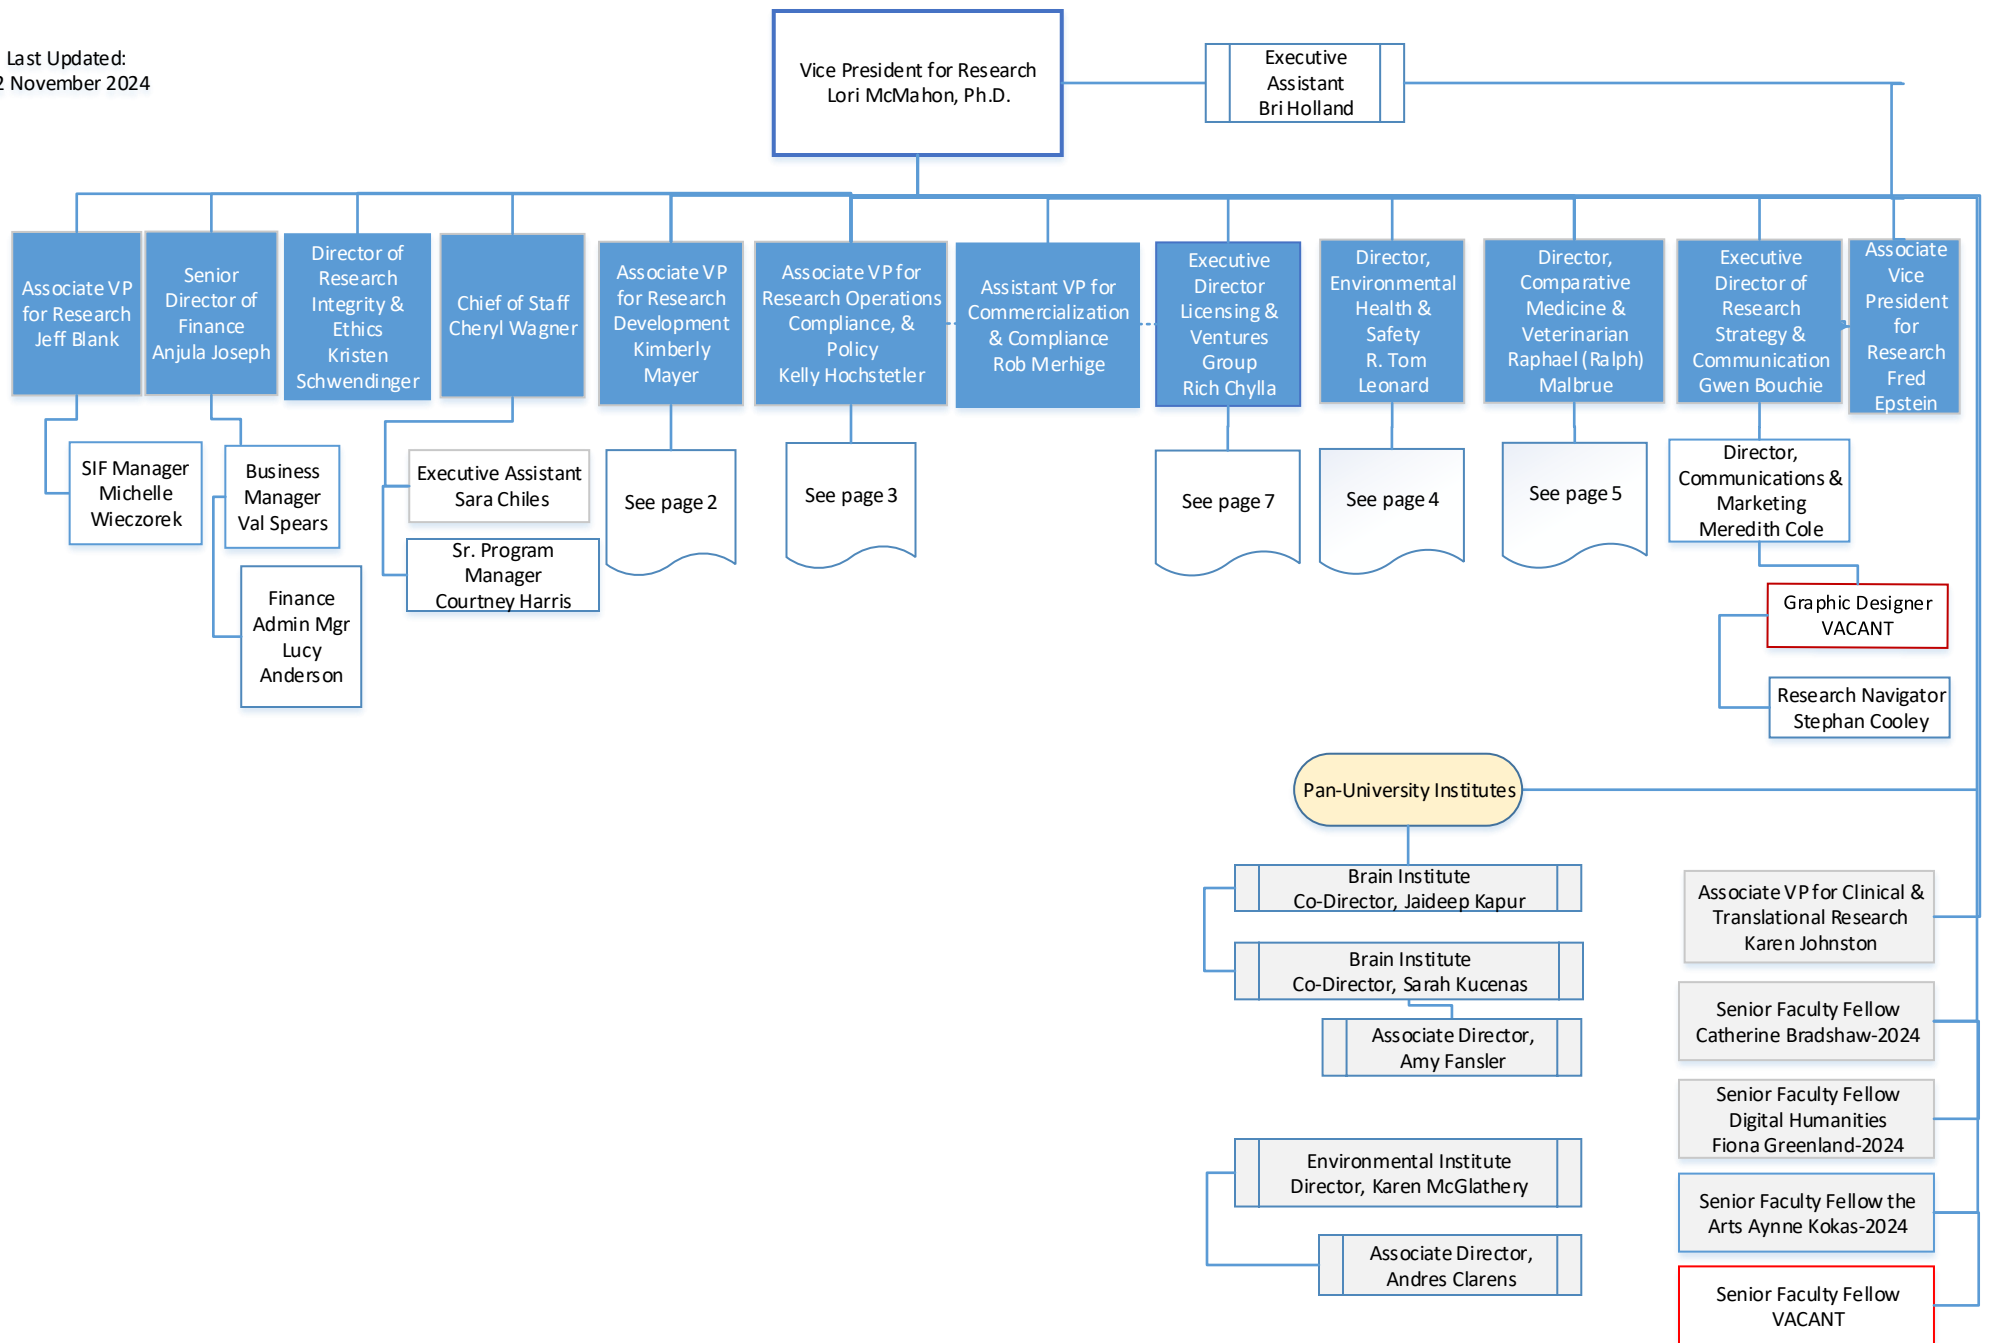 Last Updated:
2 November 2024
Vice President for Research
Lori McMahon, Ph.D.
Executive
Assistant
Bri Holland
Associate VP
for Research
Jeff Blank
Senior
Director of
Finance
Anjula Joseph
Director of
Research
Integrity &
Ethics
Kristen
Schwendinger
Chief of Staff
Cheryl Wagner
Associate VP
for Research
Development
Kimberly
Mayer
Associate VP for
Research Operations
Compliance, &
Policy
Kelly Hochstetler
Assistant VP for
Commercialization
& Compliance
Rob Merhige
Executive
Director
Licensing &
Ventures
Group
Rich Chylla
Director,
Environmental
Health &
Safety
R. Tom
Leonard
Director,
Comparative
Medicine &
Veterinarian
Raphael (Ralph)
Malbrue
Executive
Director of
Research
Strategy &
Communication
Gwen Bouchie
Associate
Vice
President
for
Research
Fred
Epstein
SIF Manager
Michelle
Wieczorek
Business
Manager
Val Spears
Finance
Admin Mgr
Lucy
Anderson
Executive Assistant
Sara Chiles
Sr. Program
Manager
Courtney Harris
See page 2
See page 3
See page 7
See page 4
See page 5
Director,
Communications &
Marketing
Meredith Cole
Graphic Designer
VACANT
Research Navigator
Stephan Cooley
Pan-University Institutes
Brain Institute
Co-Director, Jaideep Kapur
Brain Institute
Co-Director, Sarah Kucenas
Associate Director,
Amy Fansler
Environmental Institute
Director, Karen McGlathery
Associate Director,
Andres Clarens
Associate VP for Clinical &
Translational Research
Karen Johnston
Senior Faculty Fellow
Catherine Bradshaw-2024
Senior Faculty Fellow
Digital Humanities
Fiona Greenland-2024
Senior Faculty Fellow the
Arts Aynne Kokas-2024
Senior Faculty Fellow
VACANT